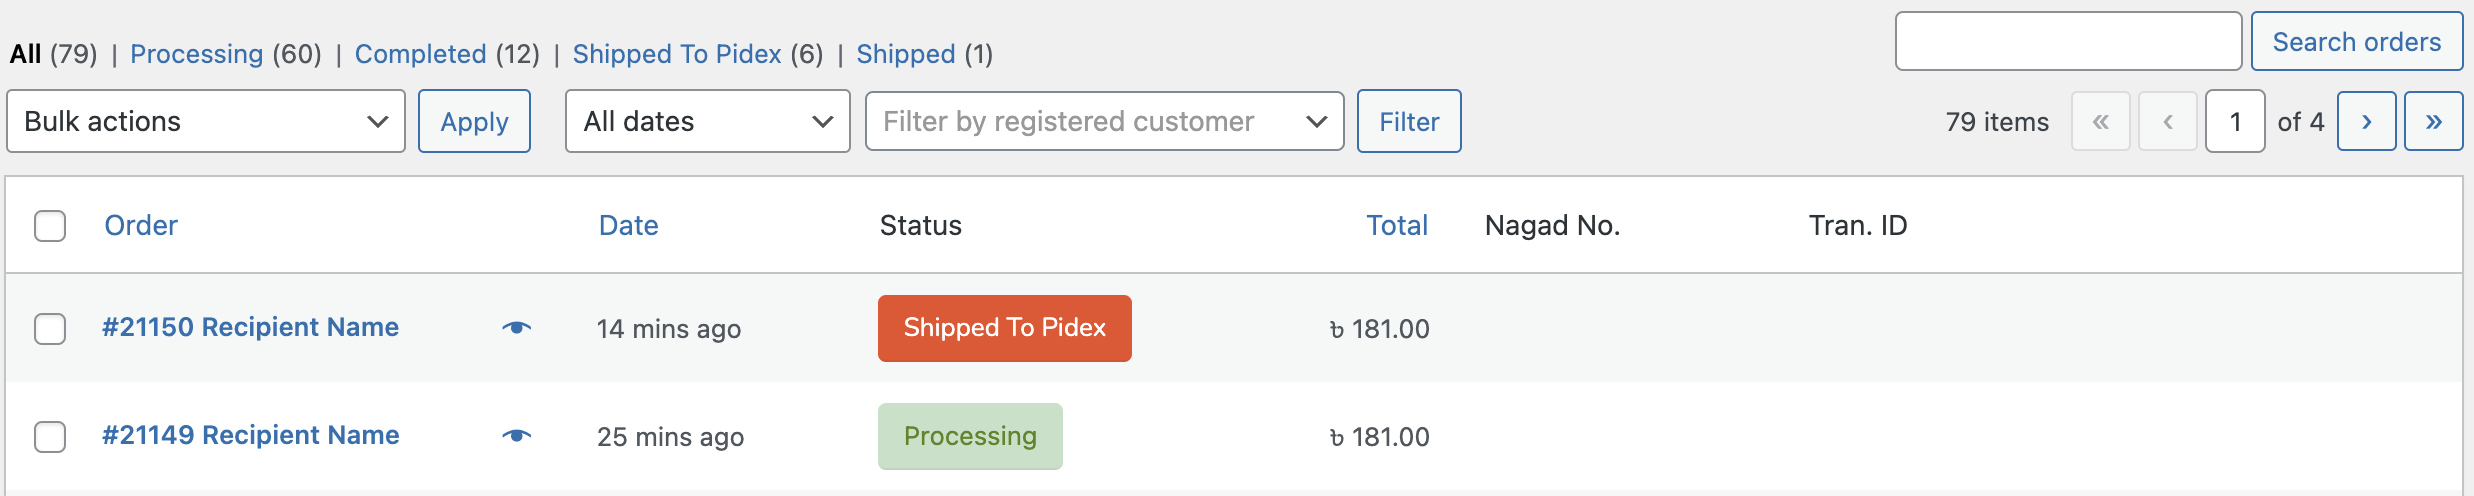 Search orders
All (79) | Processing (60) | Completed (12) | Shipped To Pidex (6) | Shipped (1)
Bulk actions Apply All dates Filter by registered customer Filter 79 items « ‹ 1 of 4 › »
Order Date Status Total Nagad No. Tran. ID
#21150 Recipient Name 14 mins ago Shipped To Pidex ৳ 181.00
#21149 Recipient Name 25 mins ago Processing ৳ 181.00